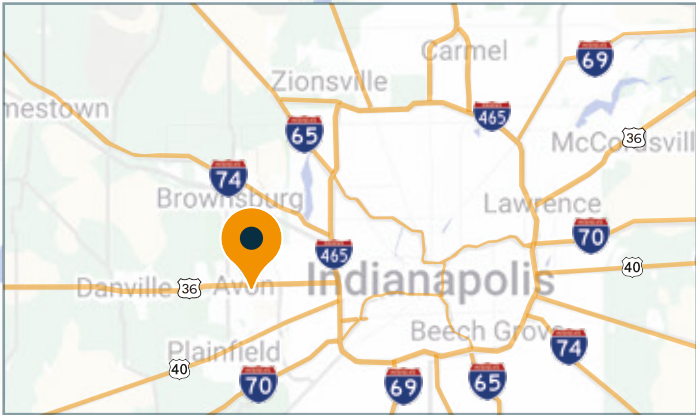 Carmel
69
Zionsville
mestown
465
65
36
McCordsvill
74
Brownsburg
Lawrence
70
465
40
Indianapolis
Danville
36
Avon
Beech Grove
74
Plainfield
40
70
69
65